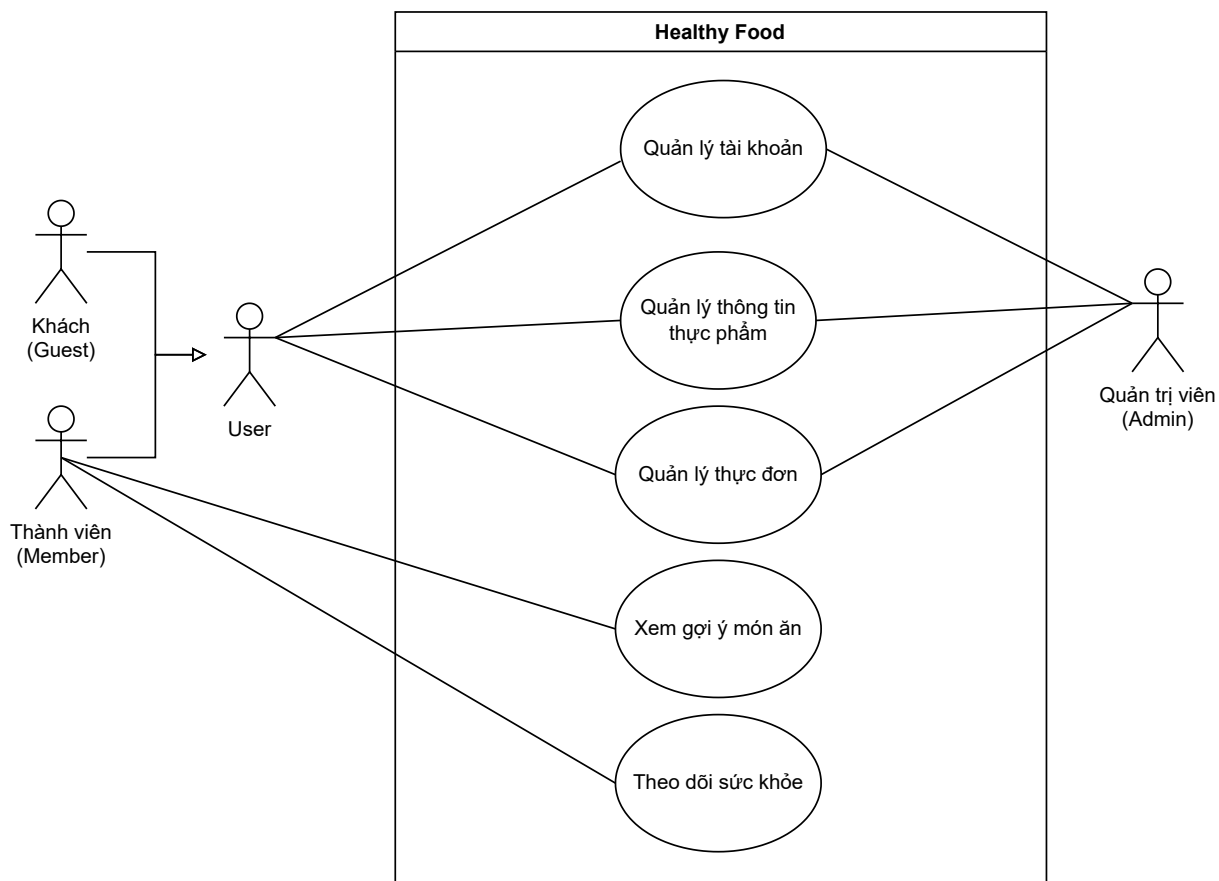 Healthy Food
Quản lý tài khoản
Khách
(Guest)
Quản lý thông tin
thực phẩm
User
Quản trị viên
(Admin)
Quản lý thực đơn
Thành viên
(Member)
Xem gợi ý món ăn
Theo dõi sức khỏe